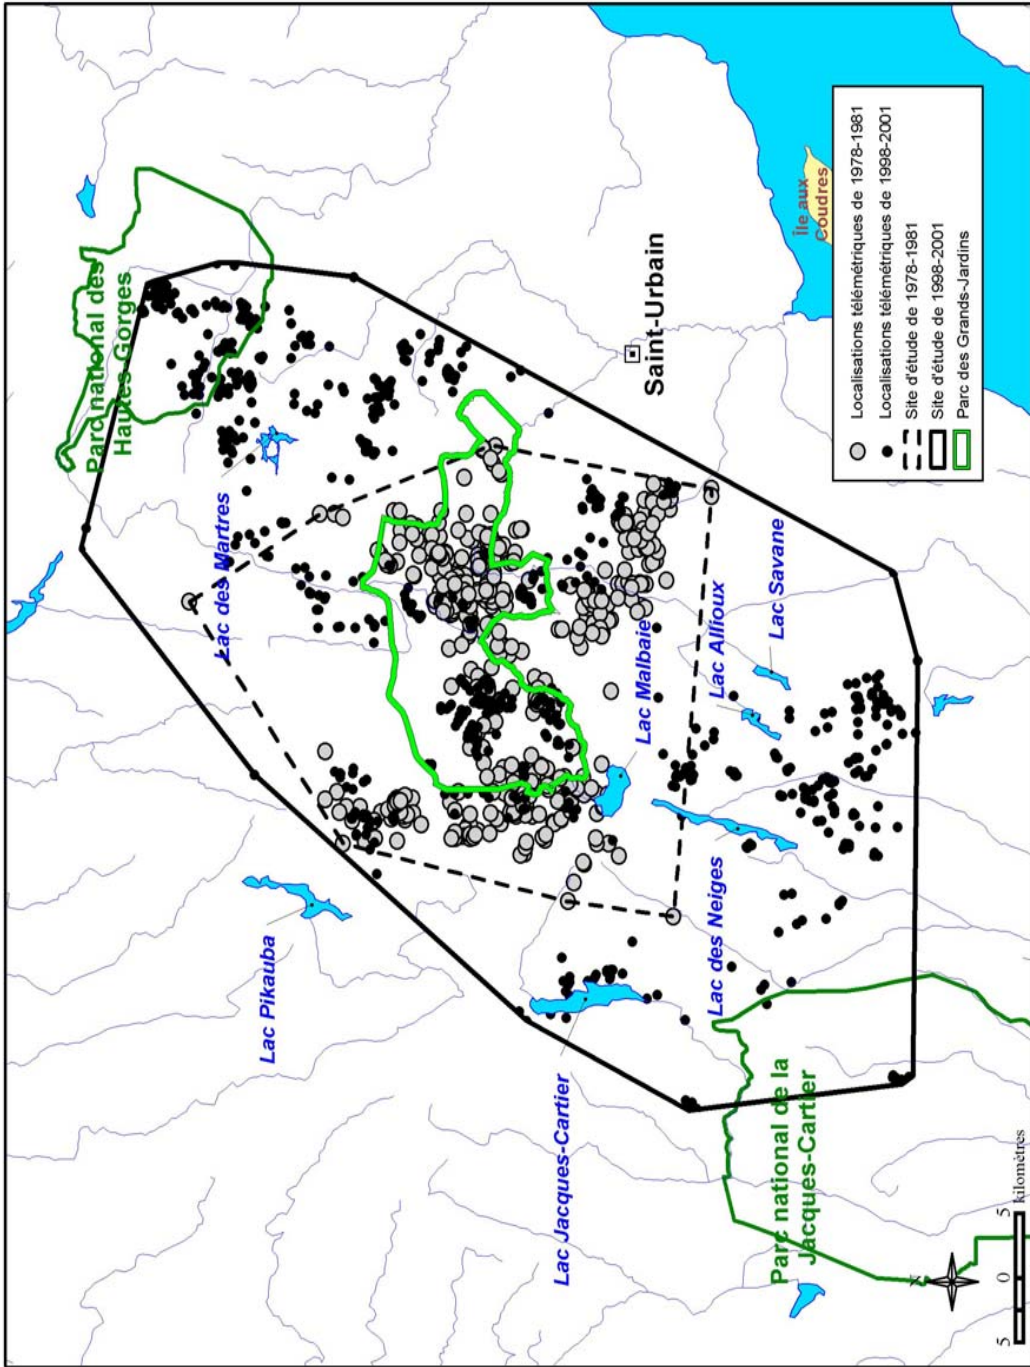 Parc national des
Hautes-Gorges
Lac des Martres
Lac Pikauba
Saint-Urbain
Île aux
Coudres
Lac Malbaie
Lac Allioux
Lac Savane
Lac des Neiges
Lac Jacques-Cartier
Parc national de la
Jacques-Cartier
Localisations télémétriques de 1978-1981
Localisations télémétriques de 1998-2001
Site d'étude de 1978-1981
Site d'étude de 1998-2001
Parc des Grands-Jardins
N
5 0 5
kilomètres